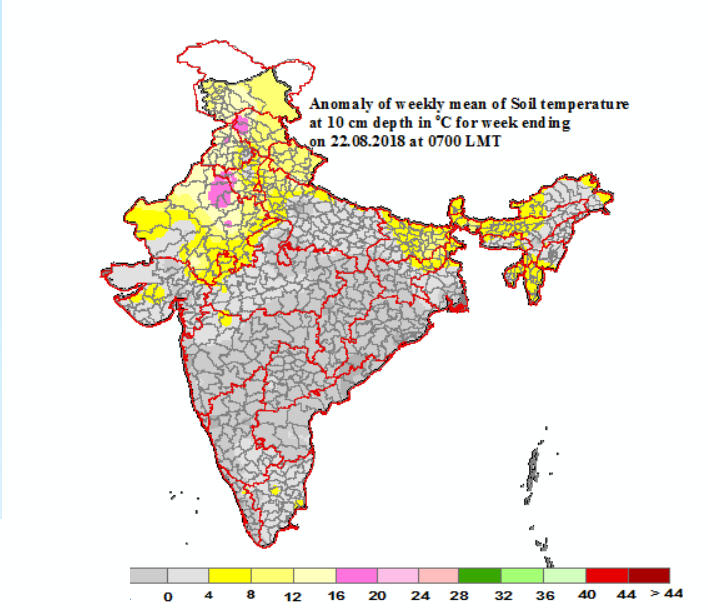 Anomaly of weekly mean of Soil temperature
at 10 cm depth in °C for week ending
on 22.08.2018 at 0700 LMT
0 4 8 12 16 20 24 28 32 36 40 44 > 44